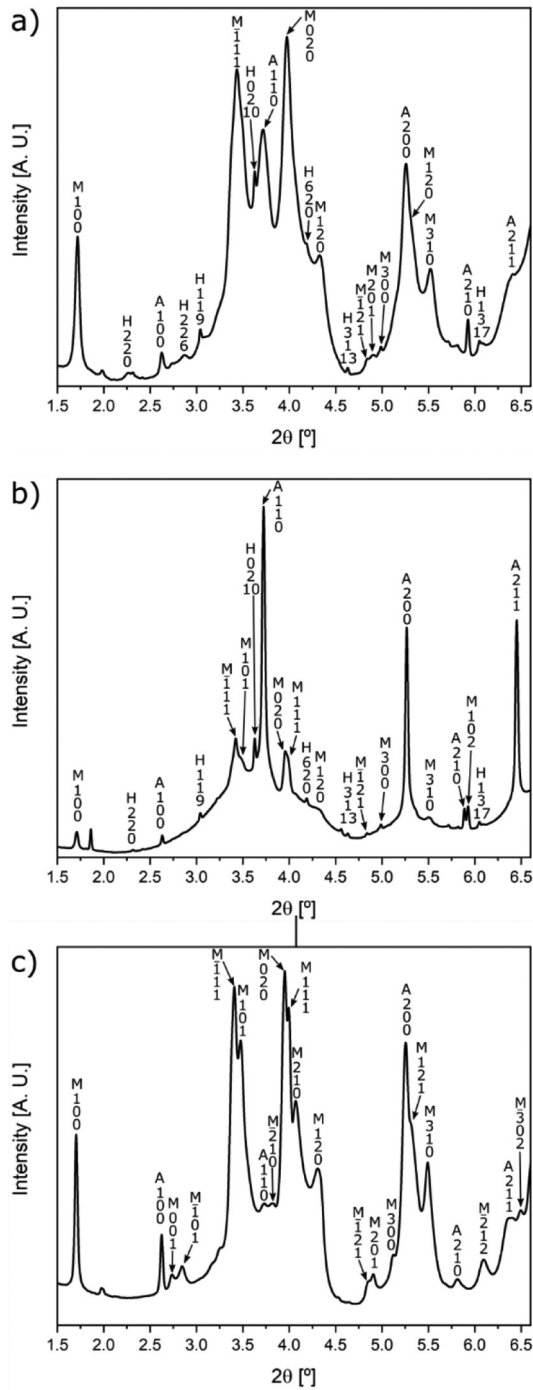 a)
Intensity [A. U.]
M 1 0 0
H 2 2 0
A 1 0 0
H 2 2 6
H 1 1 9
M 1̄ 1 1
H 0 2 10
A 1 1 0
M 0 2 0
H 6 2 0
M 1 2 0
H 3 1 13
M 1̄ 2 1
M 2 0 1
M 3 0 0
A 2 0 0
M 1 2 0
M 3 1 0
A 2 1 0
H 1 3 17
A 2 1 1
1.5 2.0 2.5 3.0 3.5 4.0 4.5 5.0 5.5 6.0 6.5
2θ [º]
b)
Intensity [A. U.]
M 1 0 0
H 2 2 0
A 1 0 0
H 1 1 9
M 1̄ 1 1
M 1 0 1
H 0 2 10
A 1 1 0
M 0 2 0
M 1 1 1
H 6 2 0
M 1 2 0
H 3 1 13
M 1̄ 2 1
M 3 0 0
A 2 0 0
M 3 1 0
A 2 1 0
M 1 0 2
H 1 3 17
A 2 1 1
1.5 2.0 2.5 3.0 3.5 4.0 4.5 5.0 5.5 6.0 6.5
2θ [º]
c)
Intensity [A. U.]
M 1 0 0
A 1 0 0
M 0 0 1
M 1̄ 0 1
M 1̄ 1 1
M 1 0 1
A 1 1 0
M 2̄ 1 0
M 0 2 0
M 1 1 1
M 2 1 0
M 1 2 0
M 1̄ 2 1
M 2 0 1
M 3 0 0
A 2 0 0
M 1 2 1
M 3 1 0
A 2 1 0
M 2̄ 1 2
A 2 1 1
M 3̄ 0 2
1.5 2.0 2.5 3.0 3.5 4.0 4.5 5.0 5.5 6.0 6.5
2θ [º]